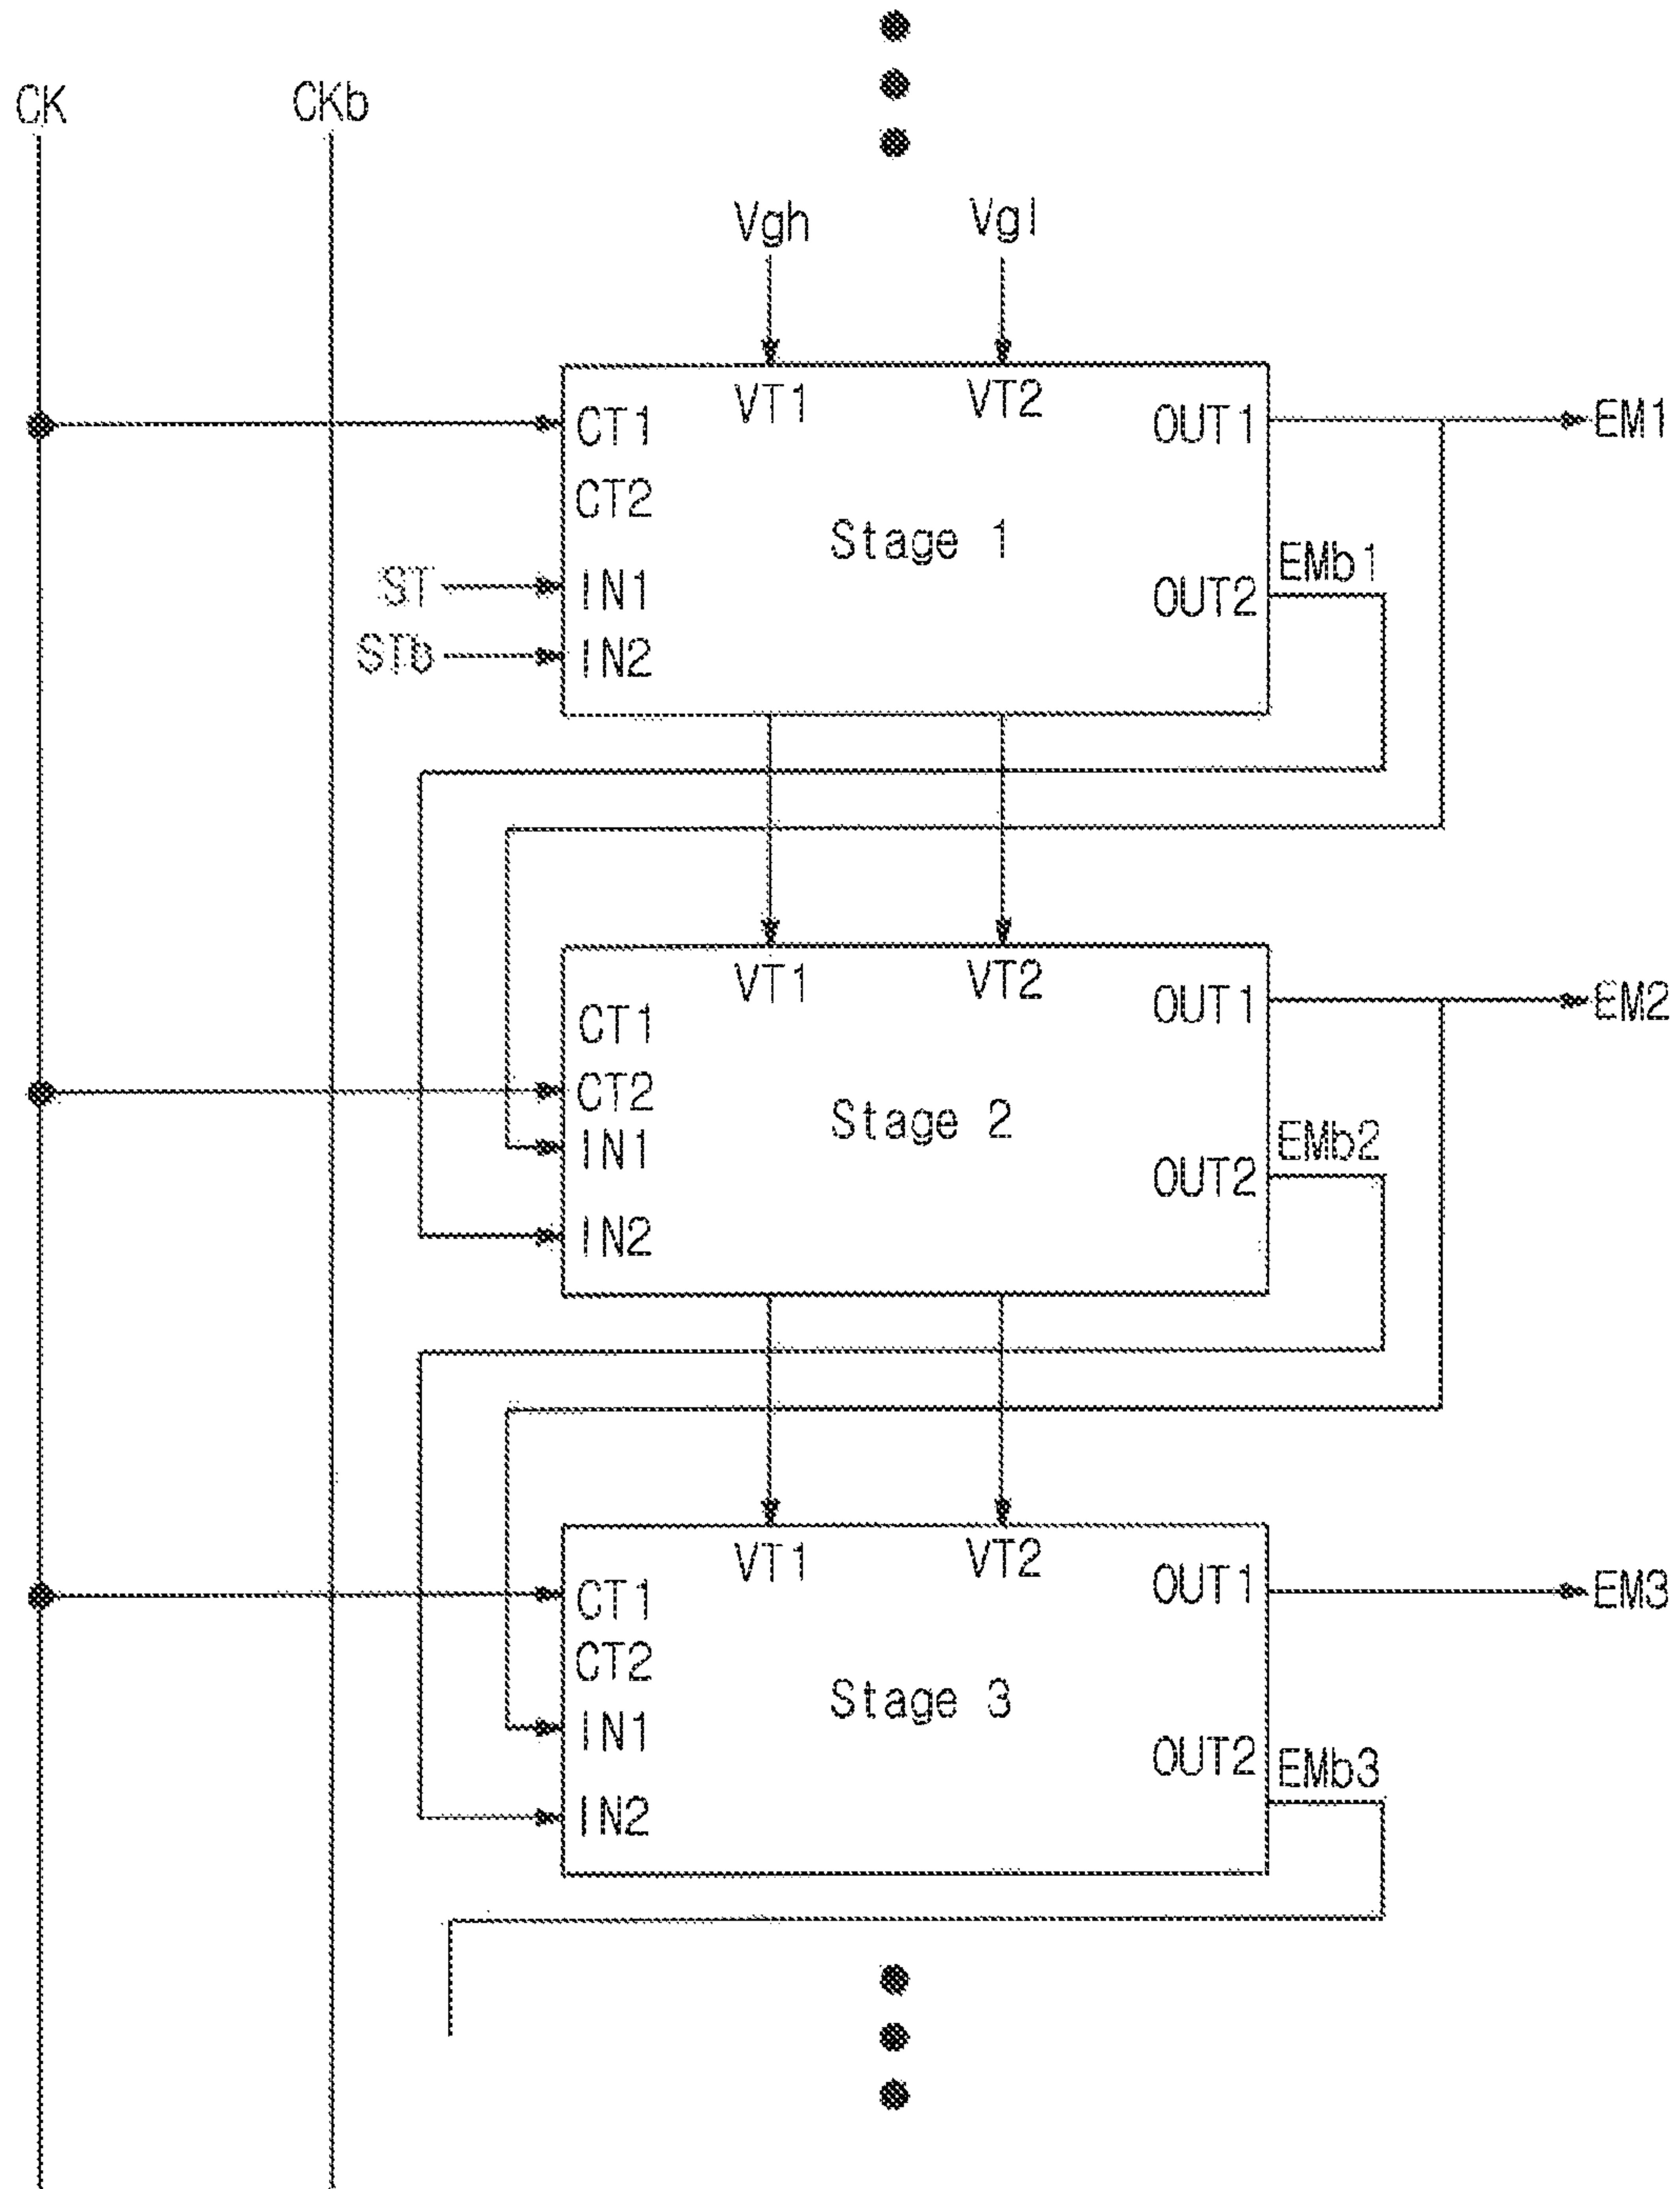 CK
CKb
Vgh
Vgl
VT1
VT2
CT1
OUT1
EM1
CT2
Stage 1
EMb1
ST
IN1
OUT2
STb
IN2
VT1
VT2
OUT1
EM2
CT1
CT2
Stage 2
IN1
EMb2
OUT2
IN2
VT1
VT2
OUT1
EM3
CT1
CT2
Stage 3
IN1
OUT2
EMb3
IN2